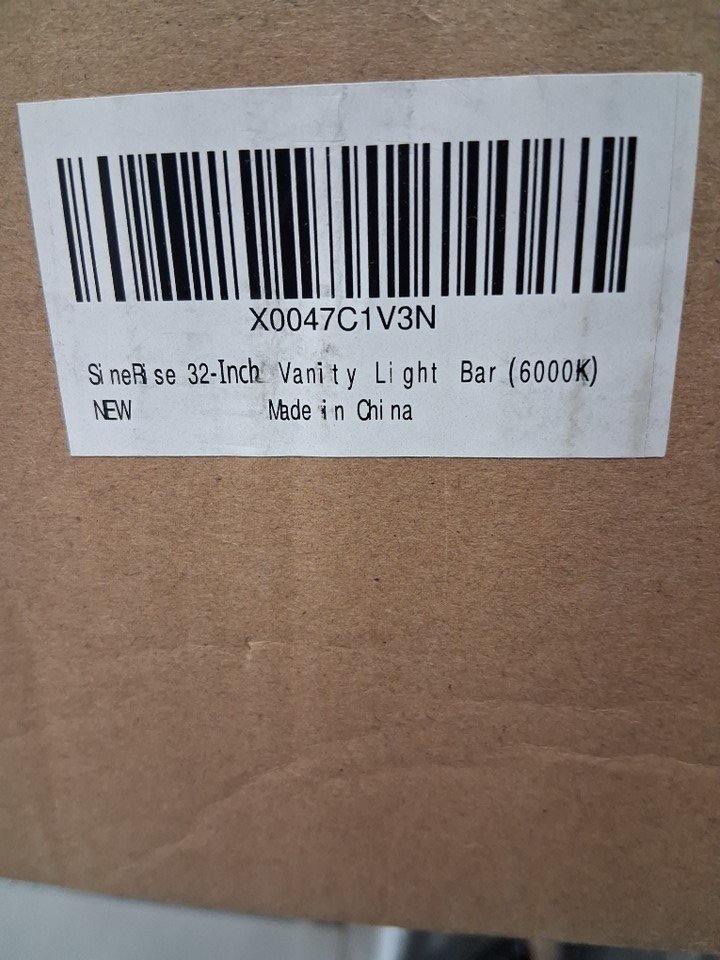 X0047C1V3N
SineRise 32-Inch Vanity Light Bar (6000K)
NEW Made in China